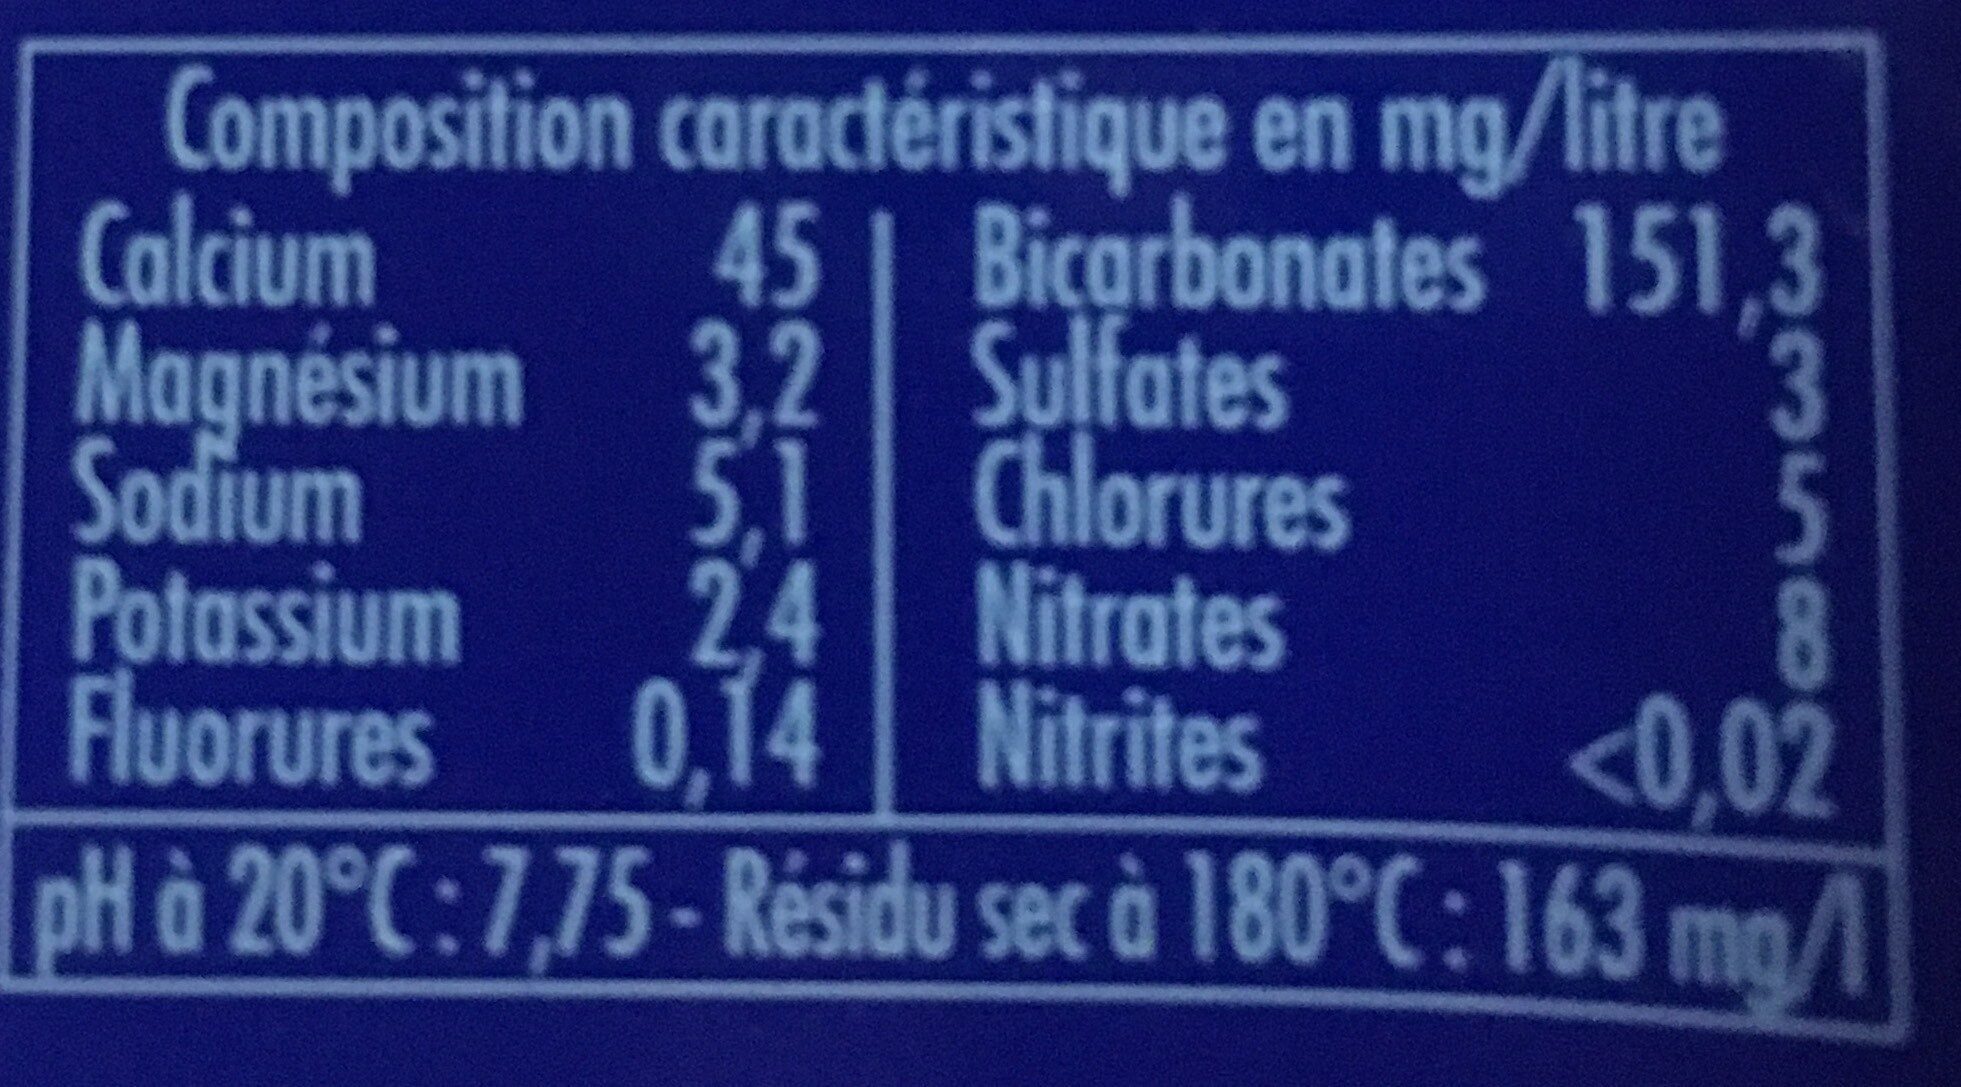 Composition caractéristique en mg/litre
Calcium 45
Magnésium 3,2
Sodium 5,1
Potassium 2,4
Fluorures 0,14
Bicarbonates 151,3
Sulfates 3
Chlorures 5
Nitrates 8
Nitrites <0,02
pH à 20°C : 7,75 - Résidu sec à 180°C : 163 mg/l